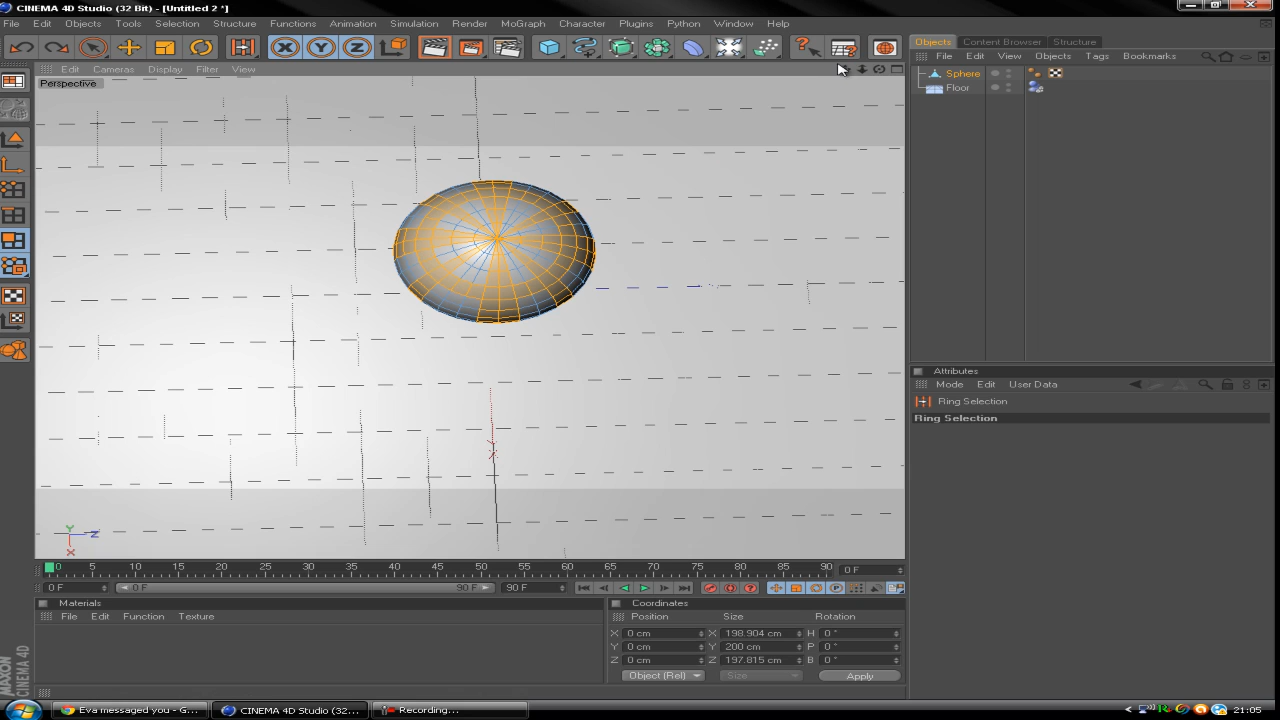 CINEMA 4D Studio (32 Bit) - [Untitled 2 *]
File Edit Objects Tools Selection Structure Functions Animation Simulation Render MoGraph Character Plugins Python Window Help
Objects Content Browser Structure
Edit Cameras Display Filter View
File Edit View Objects Tags Bookmarks
Perspective
Sphere
Floor
Attributes
Mode Edit User Data
Ring Selection
Ring Selection
Y
Z
X
0 5 10 15 20 25 30 35 40 45 50 55 60 65 70 75 80 85 90 0 F
0 F 0 F 90 F 90 F
Materials
File Edit Function Texture
Coordinates
Position Size Rotation
X 0 cm X 198.904 cm H 0 °
Y 0 cm Y 200 cm P 0 °
Z 0 cm Z 197.815 cm B 0 °
Object (Rel) Size Apply
MAXON CINEMA 4D
Eva messaged you - G... CINEMA 4D Studio (32... Recording... 21:05